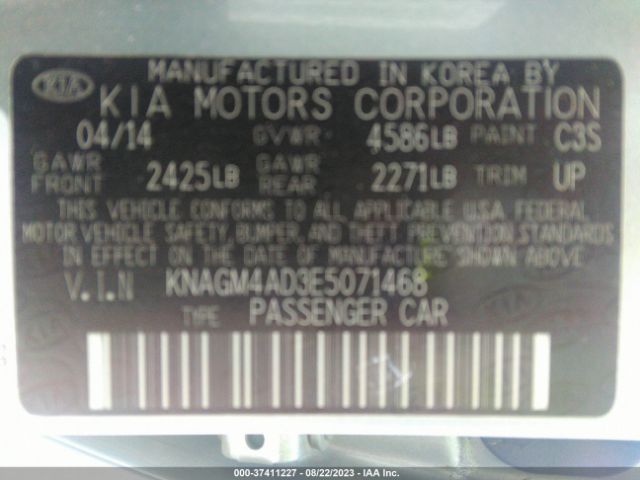 MANUFACTURED IN KOREA BY
KIA KIA MOTORS CORPORATION
04/14 GVWR 4586LB PAINT C3S
GAWR FRONT 2425LB GAWR REAR 2271LB TRIM UP
THIS VEHICLE CONFORMS TO ALL APPLICABLE U.S.A. FEDERAL
MOTOR VEHICLE SAFETY, BUMPER, AND THEFT PREVENTION STANDARDS
IN EFFECT ON THE DATE OF MANUFACTURE SHOWN ABOVE.
V.I.N KNAGM4AD3E5071468
TYPE PASSENGER CAR
000-37411227 - 08/22/2023 - IAA Inc.